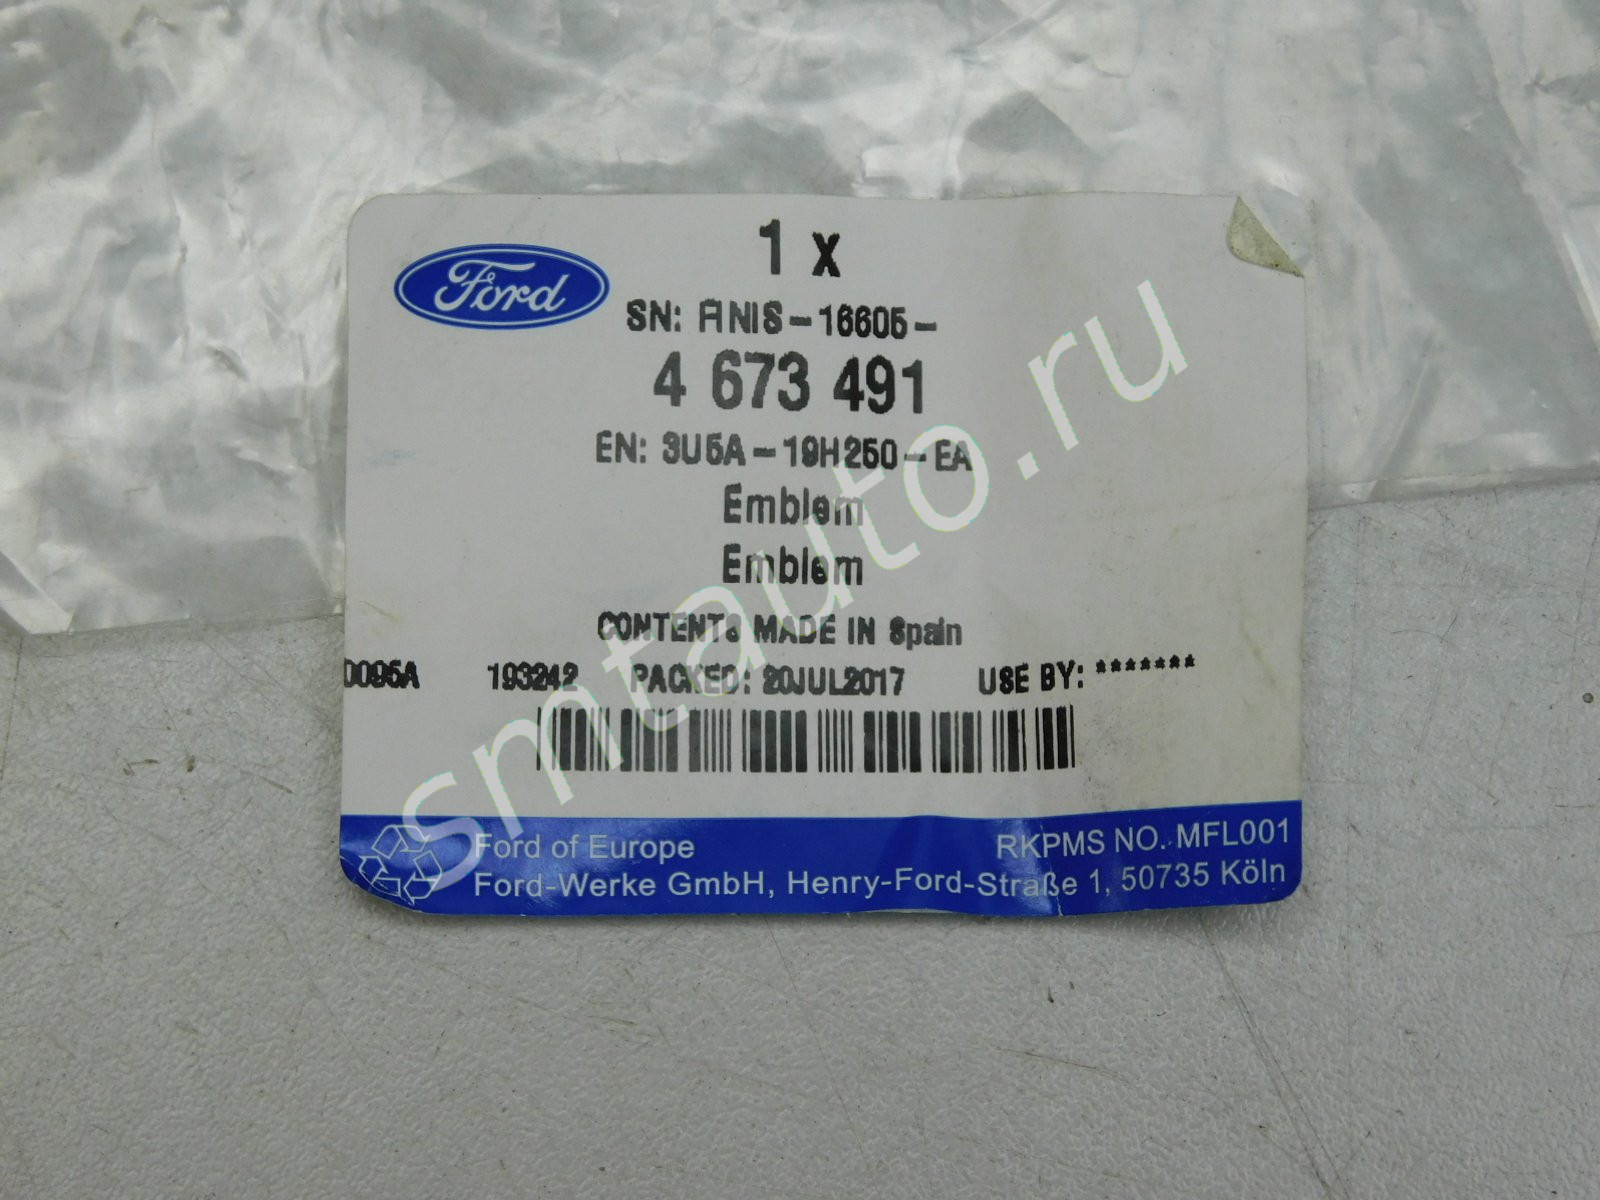 1 x
Ford
SN: FINIS-16605-
4 673 491
EN: 3U5A-19H250-EA
Emblem
Emblem
CONTENTS MADE IN Spain
0095A 193242 PACKED: 20JUL2017 USE BY: *******
Ford of Europe RKPMS NO. MFL001
Ford-Werke GmbH, Henry-Ford-Straße 1, 50735 Köln
smtauto.ru